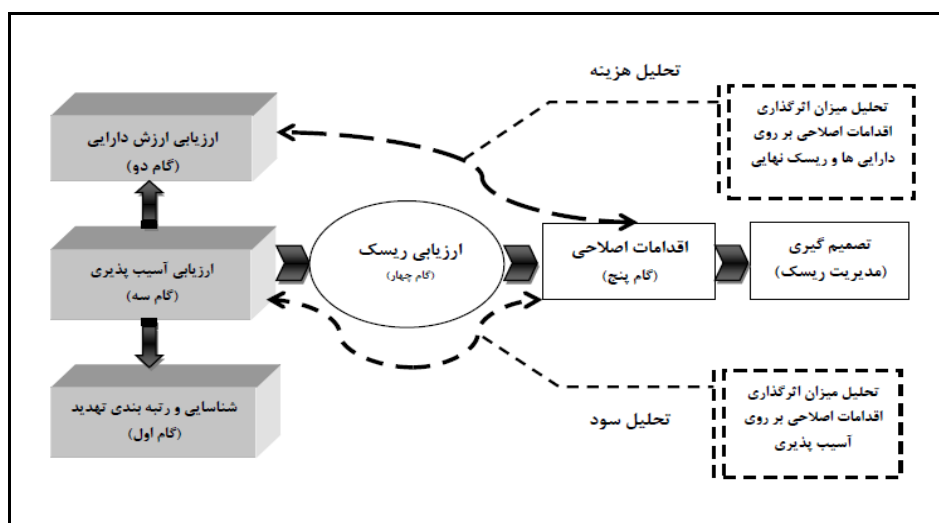 تحلیل هزینه
تحلیل میزان اثرگذاری
اقدامات اصلاحی بر روی
دارایی ها و ریسک نهایی
ارزیابی ارزش دارایی
(گام دو)
ارزیابی آسیب پذیری
(گام سه)
ارزیابی ریسک
(گام چهار)
اقدامات اصلاحی
(گام پنج)
تصمیم گیری
(مدیریت ریسک)
شناسایی و رتبه بندی تهدید
(گام اول)
تحلیل سود
تحلیل میزان اثرگذاری
اقدامات اصلاحی بر روی
آسیب پذیری